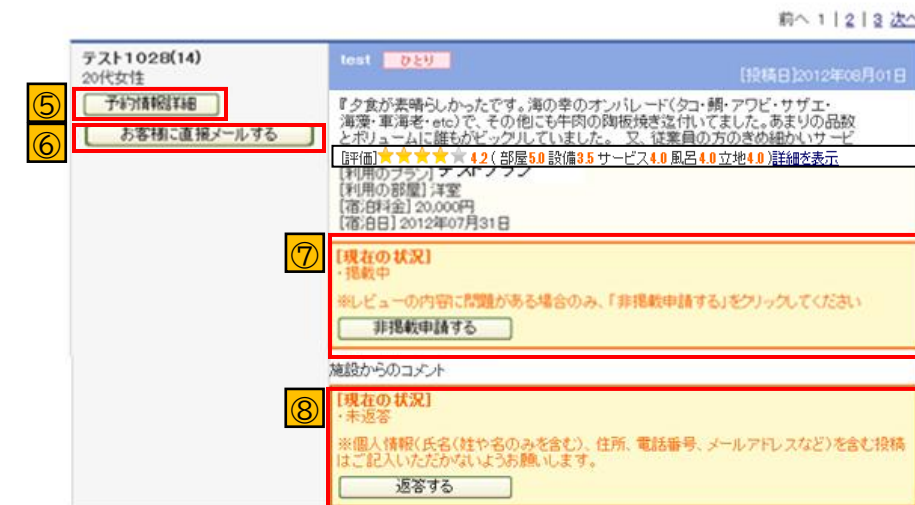 前へ 1 | 2 | 3 次へ
テスト1028(14)
20代女性
⑤ 予約情報詳細
⑥ お客様に直接メールする
test ひとり
[投稿日]2012年08月01日
『夕食が素晴らしかったです。海の幸のオンパレード(タコ・鯛・アワビ・サザエ・
海藻・車海老・etc)で、その他にも牛肉の陶板焼き迄付いてました。あまりの品数
とボリュームに誰もがビックリしていました。 又、従業員の方のきめ細かいサービ
[評価]★★★★★ 4.2 ( 部屋5.0 設備3.5 サービス4.0 風呂4.0 立地4.0 )詳細を表示
[利用のプラン] テストプラン
[利用の部屋] 洋室
[宿泊料金] 20,000円
[宿泊日] 2012年07月31日
⑦
[現在の状況]
・掲載中
※レビューの内容に問題がある場合のみ、「非掲載申請する」をクリックしてください
非掲載申請する
施設からのコメント
⑧
[現在の状況]
・未返答
※個人情報(氏名(姓や名のみを含む)、住所、電話番号、メールアドレスなど)を含む投稿
はご記入いただかないようお願いします。
返答する